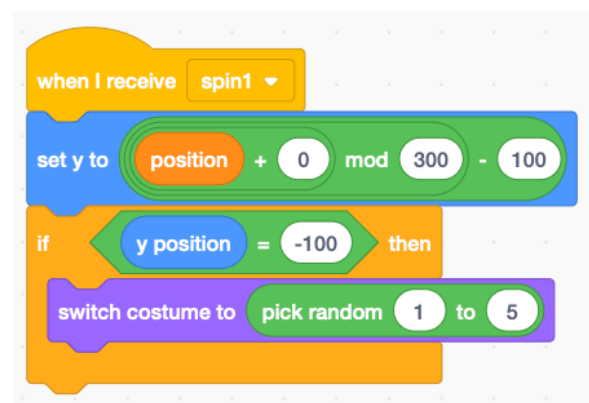 when I receive spin1
set y to position + 0 mod 300 - 100
if y position = -100 then
switch costume to pick random 1 to 5